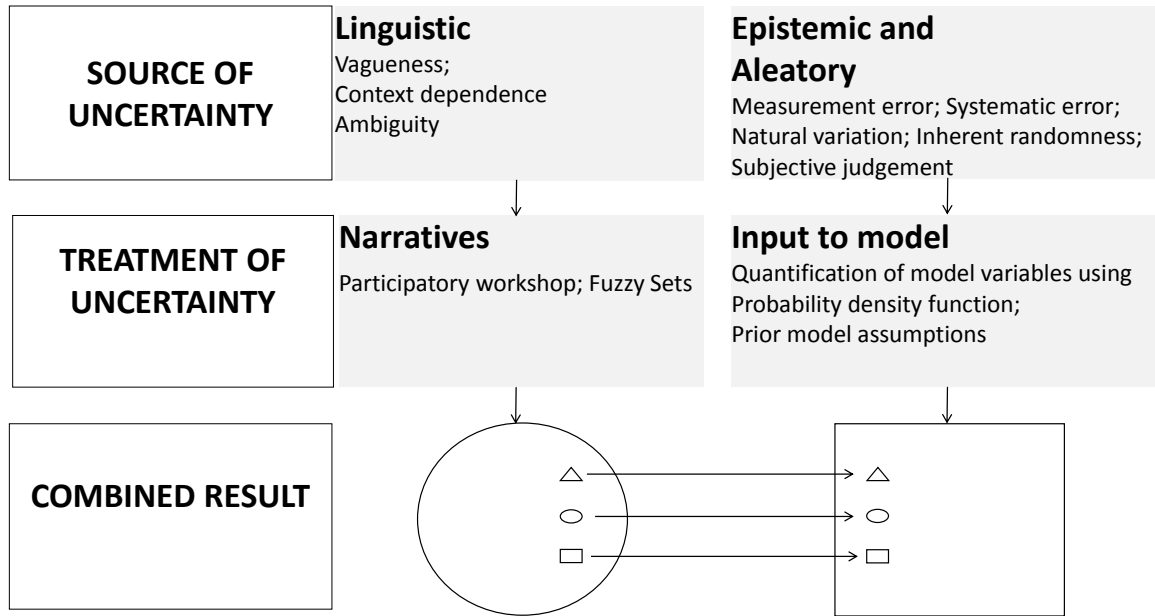 SOURCE OF
UNCERTAINTY
Linguistic
Vagueness;
Context dependence
Ambiguity
Epistemic and
Aleatory
Measurement error; Systematic error;
Natural variation; Inherent randomness;
Subjective judgement
TREATMENT OF
UNCERTAINTY
Narratives
Participatory workshop; Fuzzy Sets
Input to model
Quantification of model variables using
Probability density function;
Prior model assumptions
COMBINED RESULT